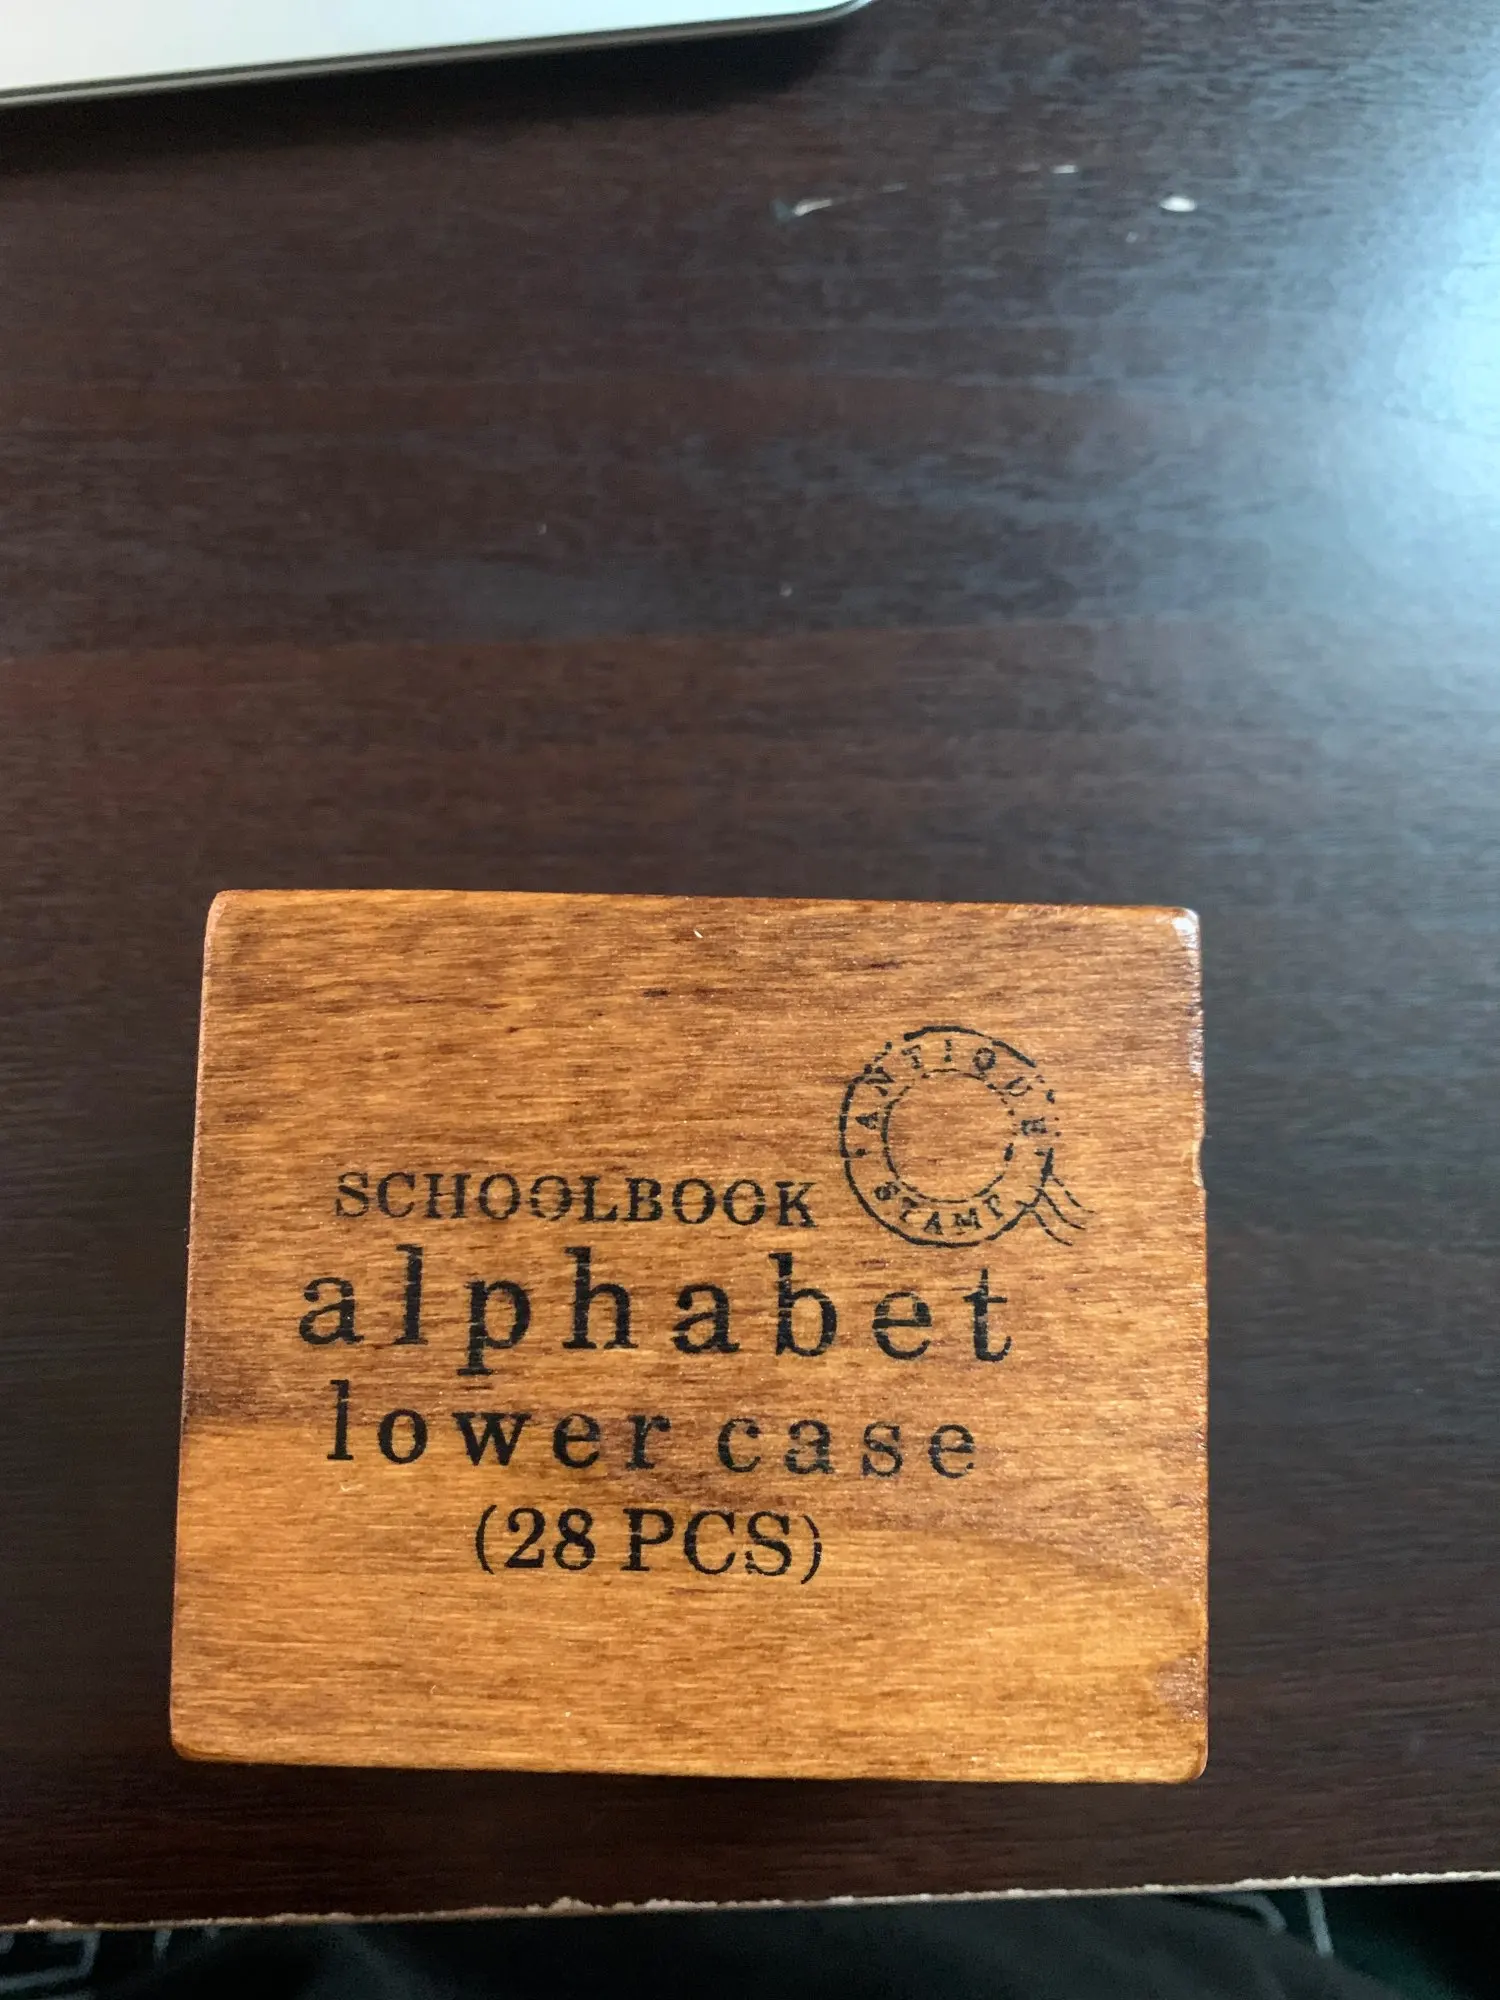 ANTIQUE
STAMP
SCHOOLBOOK
alphabet
lower case
(28 PCS)